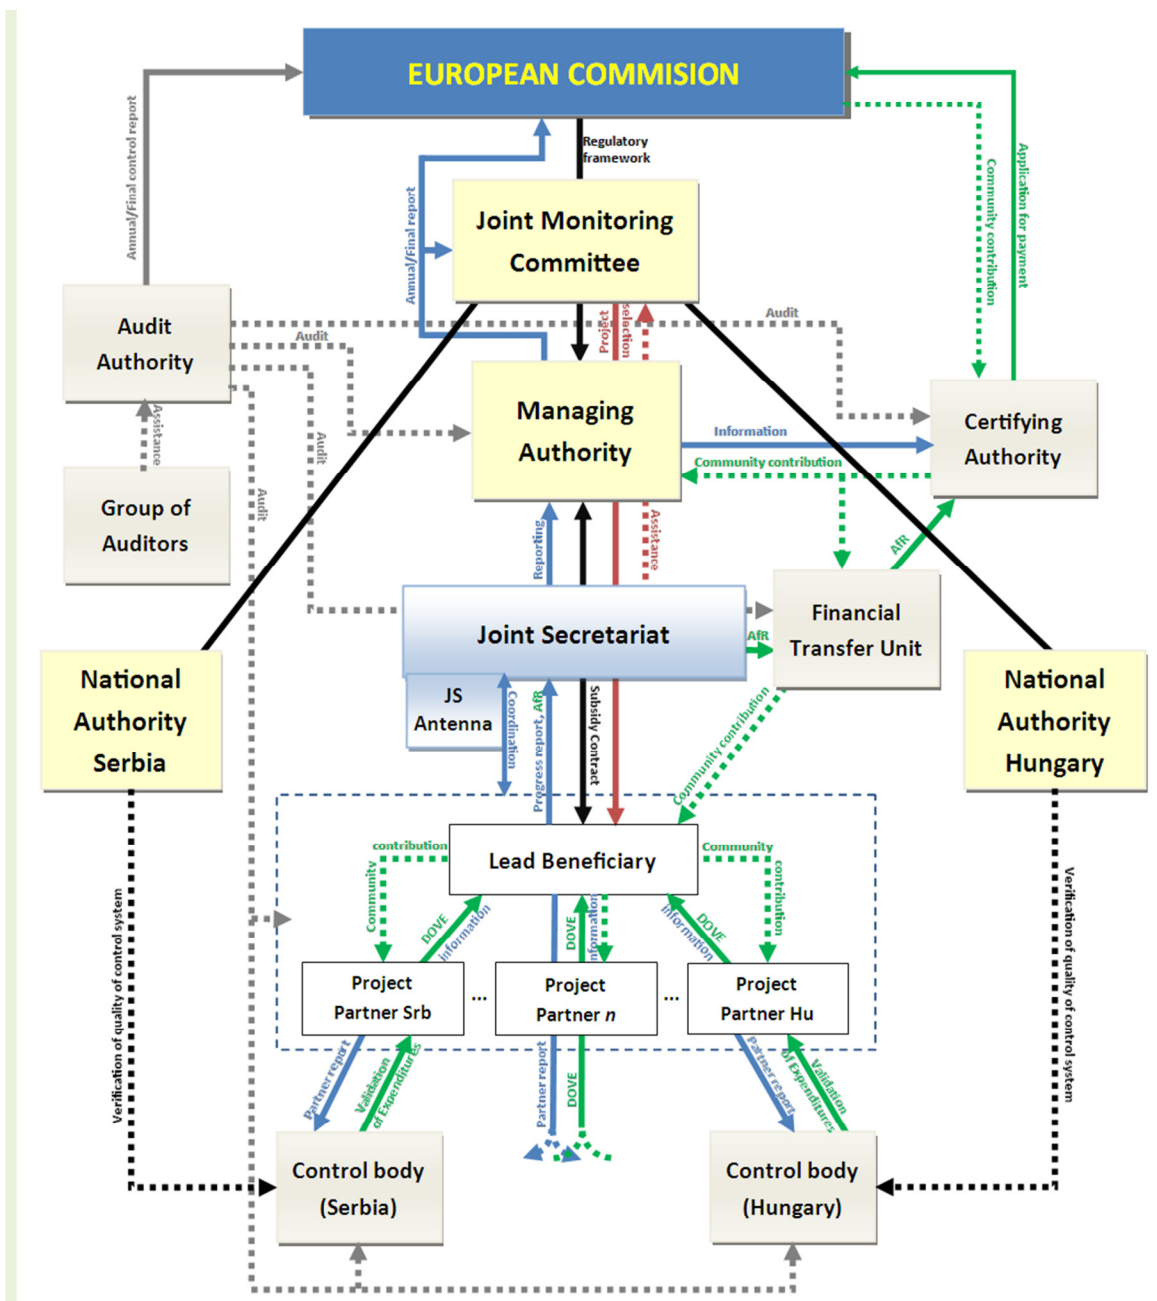 EUROPEAN COMMISION
Regulatory
framework
Annual/Final control report
Annual/Final report
Community contribution
Application for payment
Joint Monitoring
Committee
Audit
Authority
Audit
Audit
Project
selection
Assistance
Audit
Managing
Authority
Information
Community contribution
Certifying
Authority
Group of
Auditors
Audit
Reporting
Assistance
AfR
Joint Secretariat
AfR
Financial
Transfer Unit
JS
Antenna
Coordination
Progress report, AfR
Subsidy Contract
Community contribution
National
Authority
Serbia
National
Authority
Hungary
Lead Beneficiary
contribution
Community
Community
contribution
DOVE
information
DOVE
information
DOVE
information
Project
Partner Srb
...
Project
Partner n
...
Project
Partner Hu
Verification of quality of control system
Verification of quality of control system
Partner report
Validation
of Expenditures
Partner report
DOVE
Partner report
Validation
of Expenditures
Control body
(Serbia)
Control body
(Hungary)